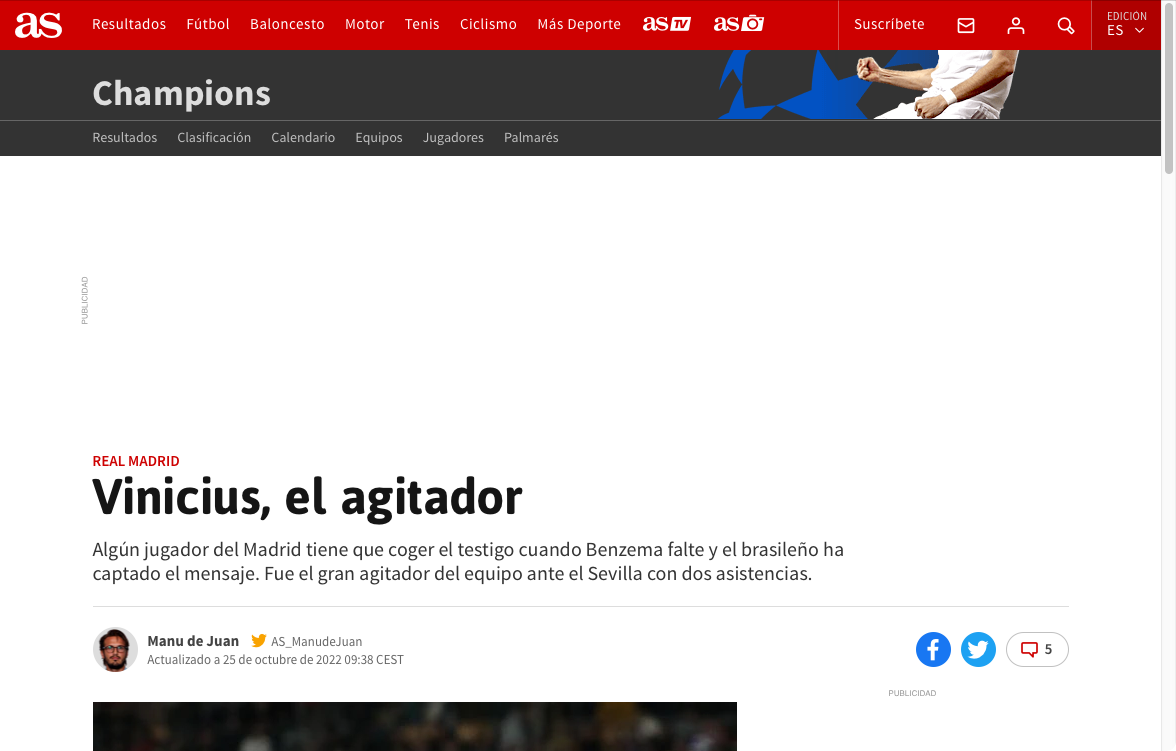 as Resultados Fútbol Baloncesto Motor Tenis Ciclismo Más Deporte as TV as Suscríbete EDICIÓN
ES
Champions
Resultados Clasificación Calendario Equipos Jugadores Palmarés
PUBLICIDAD
REAL MADRID
Vinicius, el agitador
Algún jugador del Madrid tiene que coger el testigo cuando Benzema falte y el brasileño ha
captado el mensaje. Fue el gran agitador del equipo ante el Sevilla con dos asistencias.
Manu de Juan AS_ManudeJuan
Actualizado a 25 de octubre de 2022 09:38 CEST
5
PUBLICIDAD